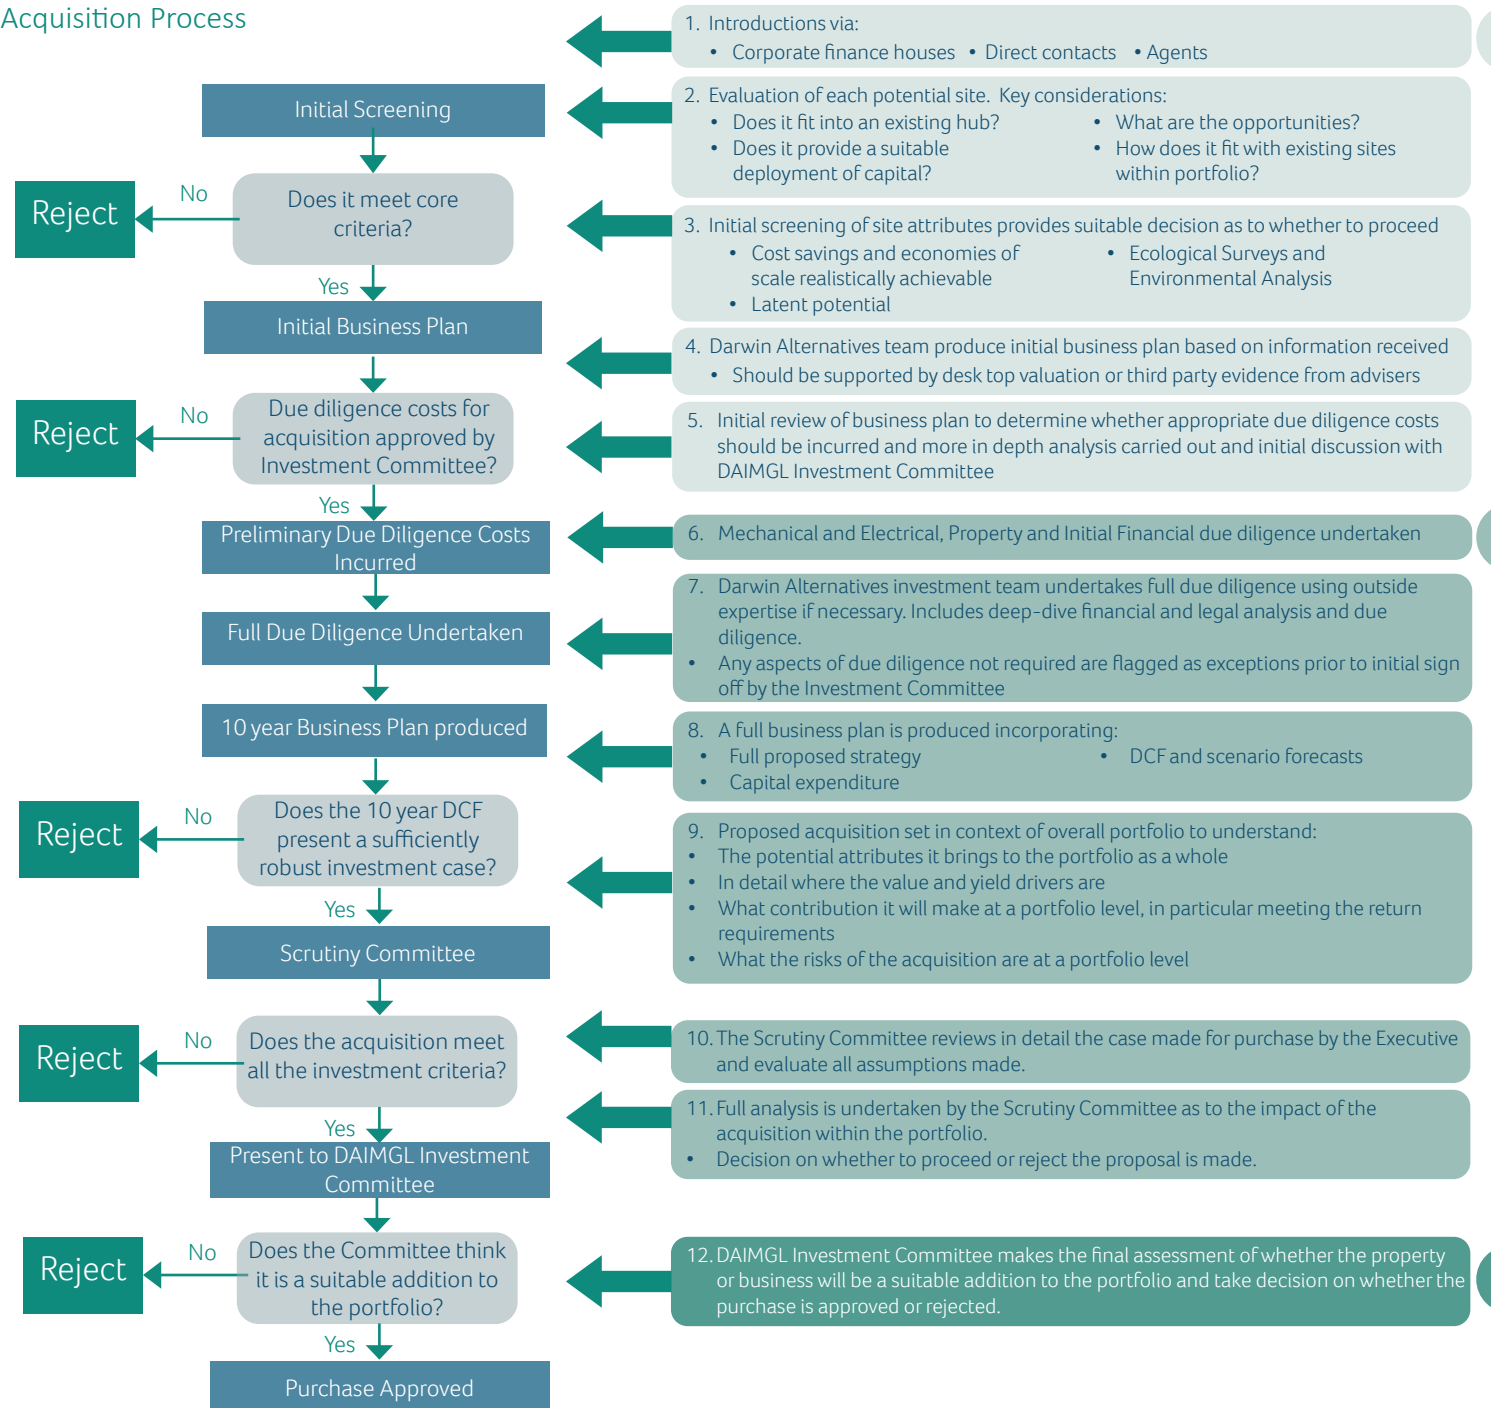 Acquisition Process
1. Introductions via:
• Corporate finance houses • Direct contacts • Agents
Initial Screening
2. Evaluation of each potential site. Key considerations:
• Does it fit into an existing hub?
• Does it provide a suitable
deployment of capital?
• What are the opportunities?
• How does it fit with existing sites
within portfolio?
Reject
No
Does it meet core
criteria?
3. Initial screening of site attributes provides suitable decision as to whether to proceed
• Cost savings and economies of
scale realistically achievable
• Latent potential
• Ecological Surveys and
Environmental Analysis
Yes
Initial Business Plan
4. Darwin Alternatives team produce initial business plan based on information received
• Should be supported by desk top valuation or third party evidence from advisers
Reject
No
Due diligence costs for
acquisition approved by
Investment Committee?
5. Initial review of business plan to determine whether appropriate due diligence costs
should be incurred and more in depth analysis carried out and initial discussion with
DAIMGL Investment Committee
Yes
Preliminary Due Diligence Costs
Incurred
6. Mechanical and Electrical, Property and Initial Financial due diligence undertaken
Full Due Diligence Undertaken
7. Darwin Alternatives investment team undertakes full due diligence using outside
expertise if necessary. Includes deep-dive financial and legal analysis and due
diligence.
• Any aspects of due diligence not required are flagged as exceptions prior to initial sign
off by the Investment Committee
10 year Business Plan produced
8. A full business plan is produced incorporating:
• Full proposed strategy
• Capital expenditure
• DCF and scenario forecasts
Reject
No
Does the 10 year DCF
present a sufficiently
robust investment case?
9. Proposed acquisition set in context of overall portfolio to understand:
• The potential attributes it brings to the portfolio as a whole
• In detail where the value and yield drivers are
• What contribution it will make at a portfolio level, in particular meeting the return
requirements
• What the risks of the acquisition are at a portfolio level
Yes
Scrutiny Committee
Reject
No
Does the acquisition meet
all the investment criteria?
10. The Scrutiny Committee reviews in detail the case made for purchase by the Executive
and evaluate all assumptions made.
11. Full analysis is undertaken by the Scrutiny Committee as to the impact of the
acquisition within the portfolio.
• Decision on whether to proceed or reject the proposal is made.
Yes
Present to DAIMGL Investment
Committee
Reject
No
Does the Committee think
it is a suitable addition to
the portfolio?
12. DAIMGL Investment Committee makes the final assessment of whether the property
or business will be a suitable addition to the portfolio and take decision on whether the
purchase is approved or rejected.
Yes
Purchase Approved